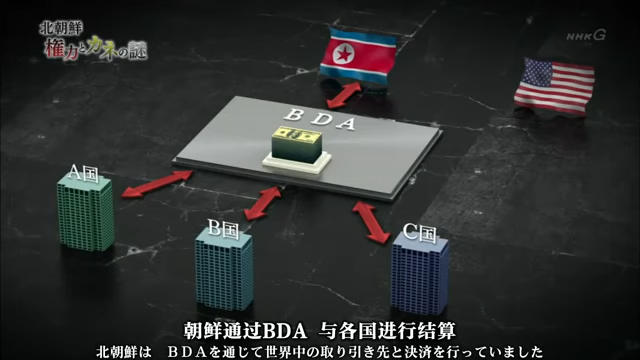 北朝鮮
権力とカネの謎
NHK G
BDA
A国
B国
C国
朝鲜通过BDA 与各国进行结算
北朝鮮は BDAを通じて世界中の取り引き先と決済を行っていました